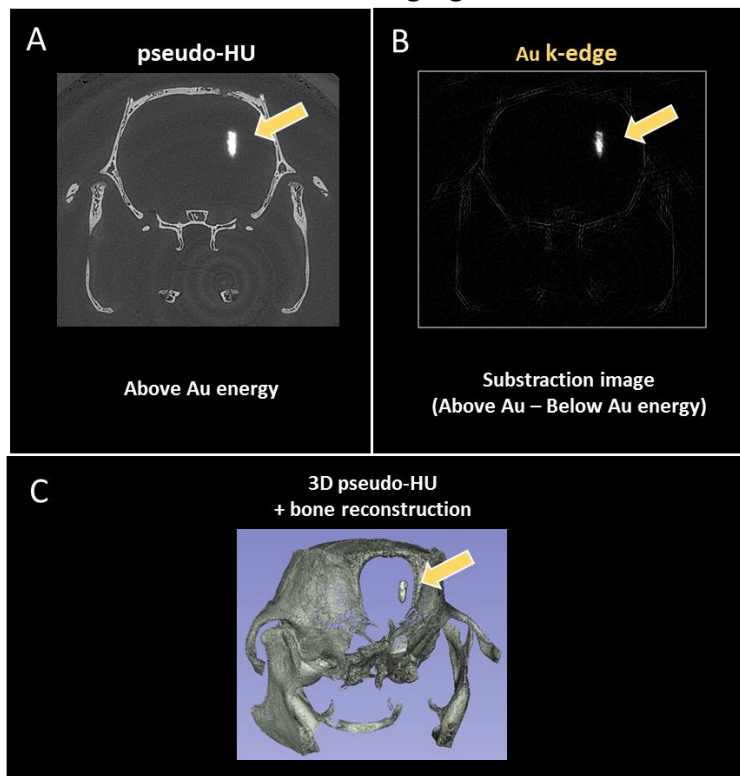 A
pseudo-HU
Above Au energy
B
Au k-edge
Substraction image
(Above Au – Below Au energy)
C
3D pseudo-HU
+ bone reconstruction